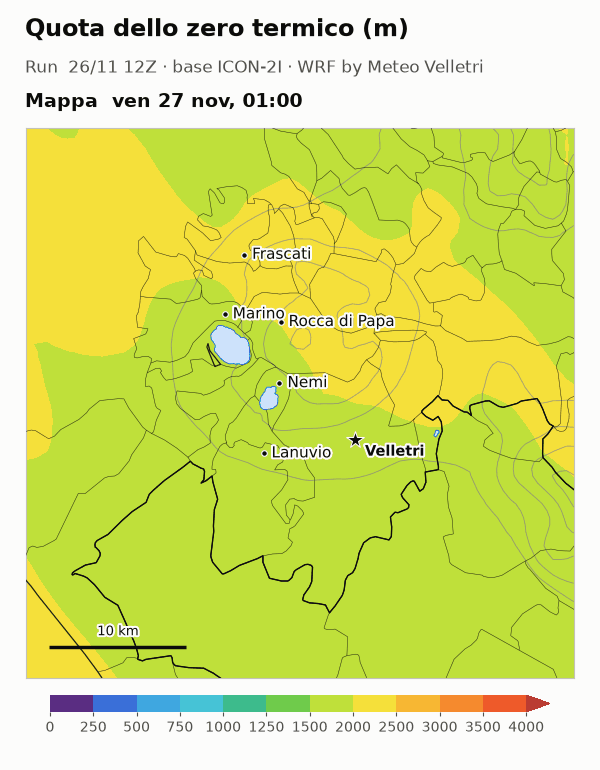 Quota dello zero termico (m)
Run  26/11 12Z · base ICON-2I · WRF by Meteo Velletri
Mappa  ven 27 nov, 01:00
Frascati
Marino
Rocca di Papa
Nemi
Velletri
Lanuvio
10 km
0 250 500 750 1000 1250 1500 2000 2500 3000 3500 4000